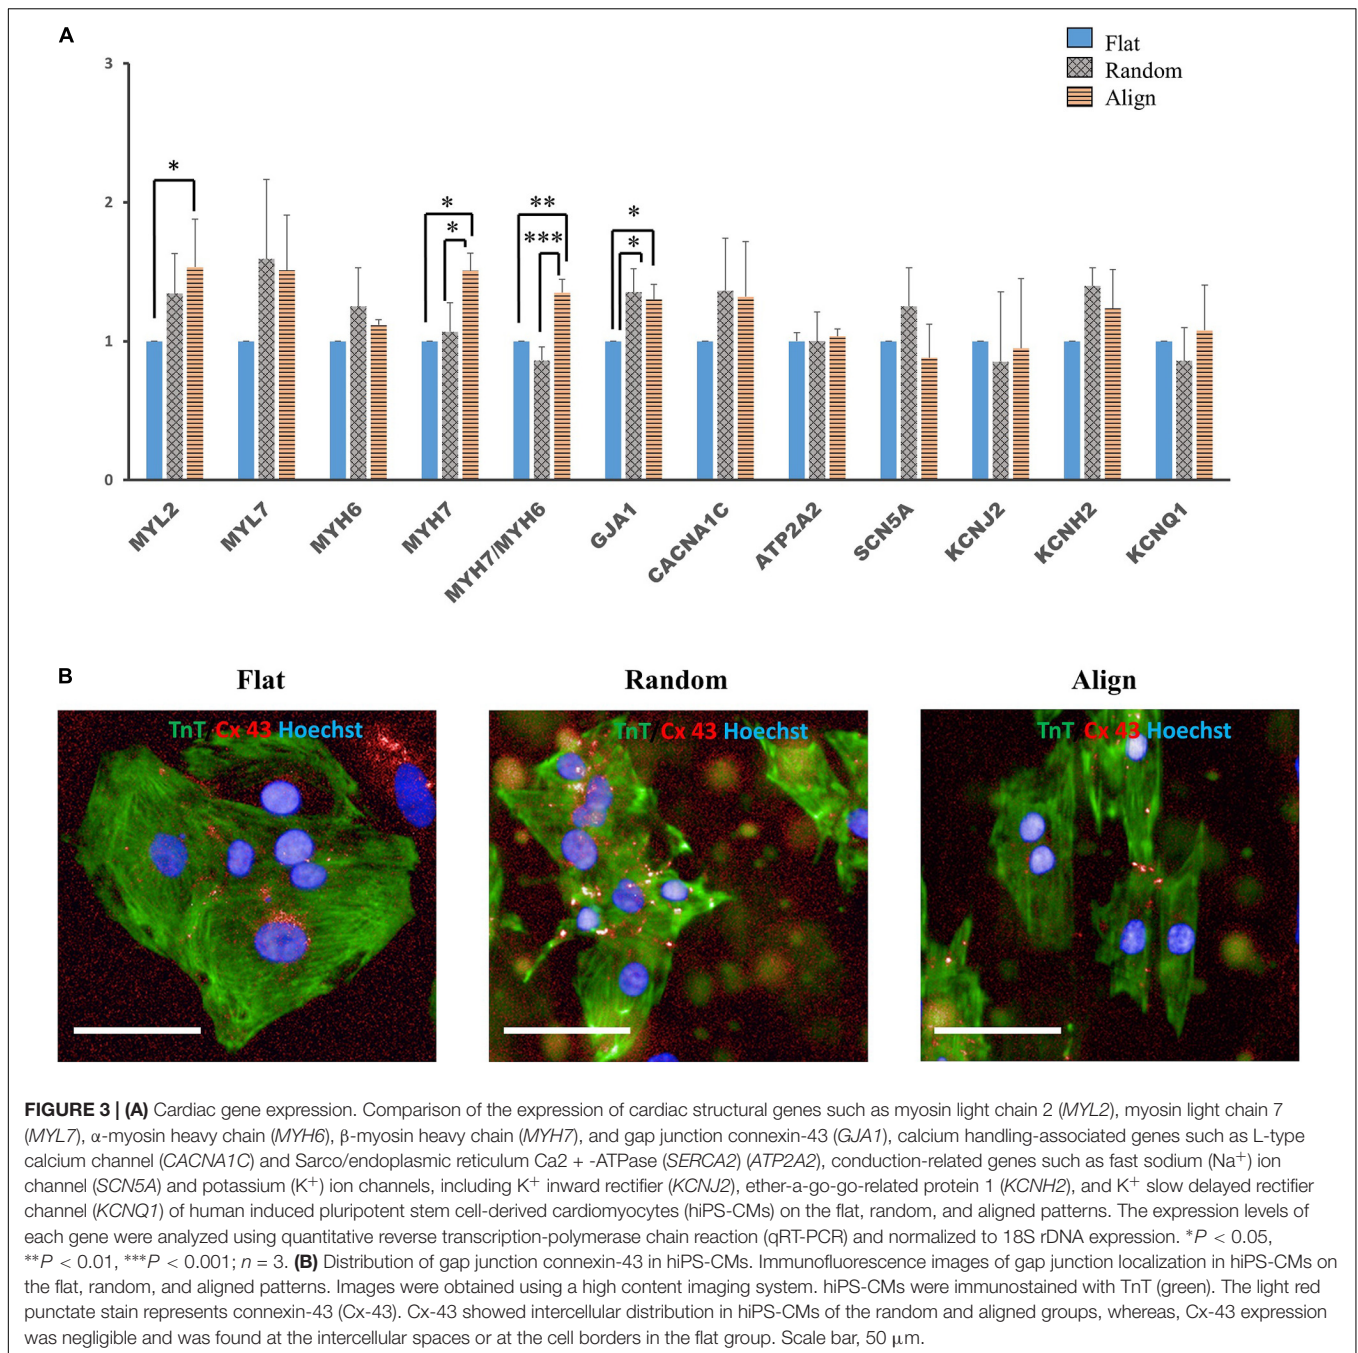 A
Flat
Random
Align
3
2
1
0
*
*
*
**
***
*
*
MYL2
MYL7
MYH6
MYH7
MYH7/MYH6
GJA1
CACNA1C
ATP2A2
SCN5A
KCNJ2
KCNH2
KCNQ1
B
Flat
Random
Align
TnT Cx 43 Hoechst
TnT/Cx 43 Hoechst
TnT Cx 43 Hoechst
FIGURE 3 | (A) Cardiac gene expression. Comparison of the expression of cardiac structural genes such as myosin light chain 2 (MYL2), myosin light chain 7
(MYL7), α-myosin heavy chain (MYH6), β-myosin heavy chain (MYH7), and gap junction connexin-43 (GJA1), calcium handling-associated genes such as L-type
calcium channel (CACNA1C) and Sarco/endoplasmic reticulum Ca2 + -ATPase (SERCA2) (ATP2A2), conduction-related genes such as fast sodium (Na+) ion
channel (SCN5A) and potassium (K+) ion channels, including K+ inward rectifier (KCNJ2), ether-a-go-go-related protein 1 (KCNH2), and K+ slow delayed rectifier
channel (KCNQ1) of human induced pluripotent stem cell-derived cardiomyocytes (hiPS-CMs) on the flat, random, and aligned patterns. The expression levels of
each gene were analyzed using quantitative reverse transcription-polymerase chain reaction (qRT-PCR) and normalized to 18S rDNA expression. *P < 0.05,
**P < 0.01, ***P < 0.001; n = 3. (B) Distribution of gap junction connexin-43 in hiPS-CMs. Immunofluorescence images of gap junction localization in hiPS-CMs on
the flat, random, and aligned patterns. Images were obtained using a high content imaging system. hiPS-CMs were immunostained with TnT (green). The light red
punctate stain represents connexin-43 (Cx-43). Cx-43 showed intercellular distribution in hiPS-CMs of the random and aligned groups, whereas, Cx-43 expression
was negligible and was found at the intercellular spaces or at the cell borders in the flat group. Scale bar, 50 μm.